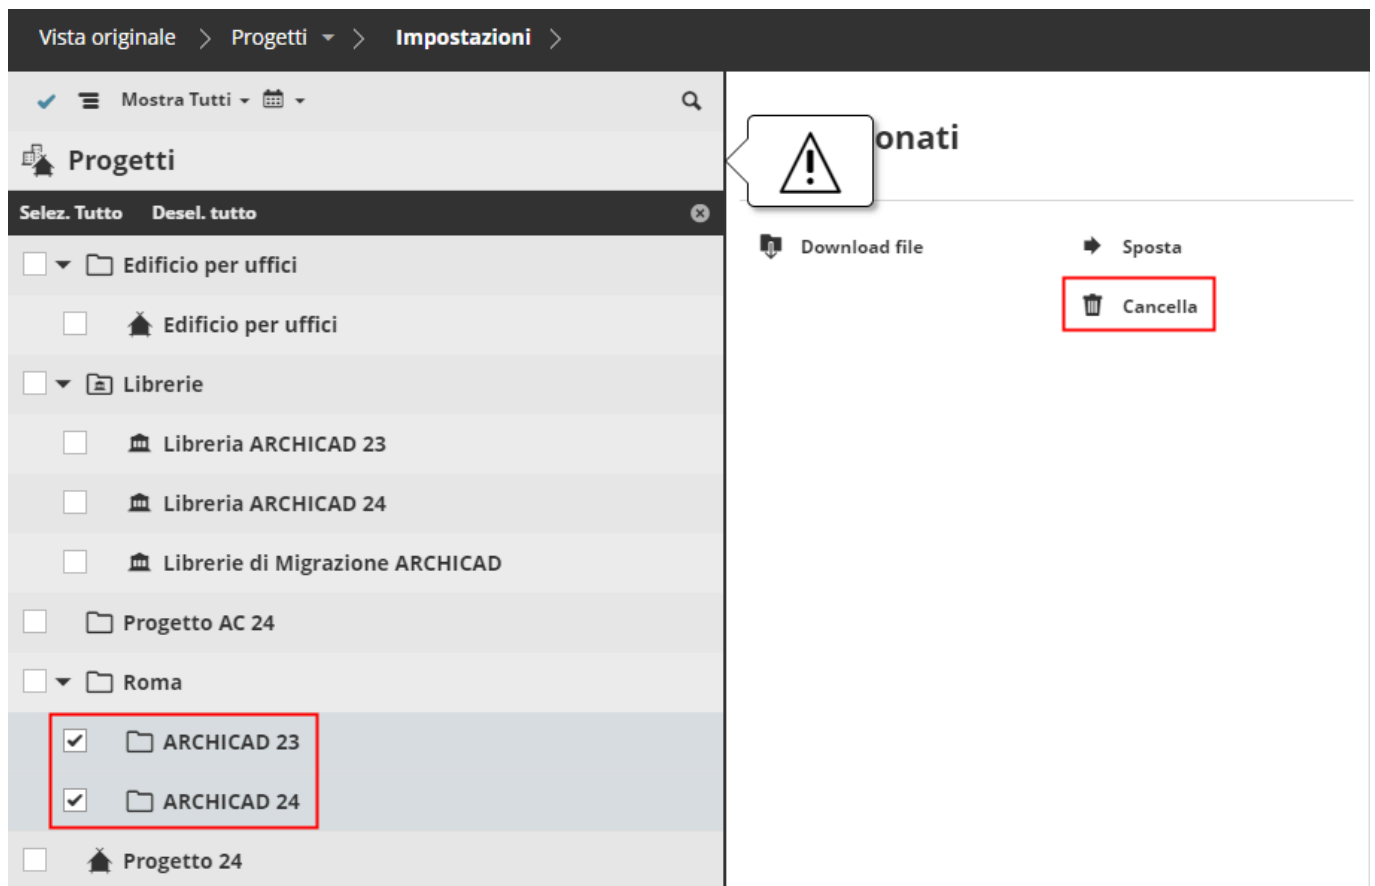 Vista originale > Progetti > Impostazioni >
Mostra Tutti
Progetti
onati
Selez. Tutto Desel. tutto
Download file
Sposta
Cancella
Edificio per uffici
Edificio per uffici
Librerie
Libreria ARCHICAD 23
Libreria ARCHICAD 24
Librerie di Migrazione ARCHICAD
Progetto AC 24
Roma
ARCHICAD 23
ARCHICAD 24
Progetto 24